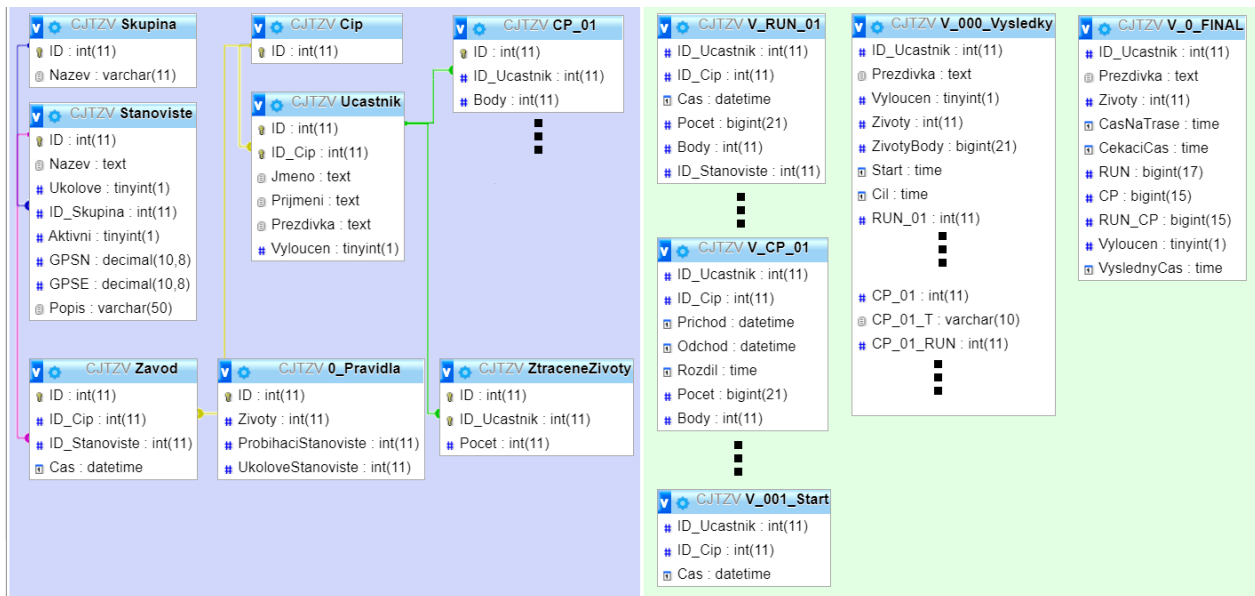 CJTZV Skupina
ID : int(11)
Nazev : varchar(11)
CJTZV Stanoviste
ID : int(11)
Nazev : text
Ukolove : tinyint(1)
ID_Skupina : int(11)
Aktivni : tinyint(1)
GPSN : decimal(10,8)
GPSE : decimal(10,8)
Popis : varchar(50)
CJTZV Zavod
ID : int(11)
ID_Cip : int(11)
ID_Stanoviste : int(11)
Cas : datetime
CJTZV Cip
ID : int(11)
CJTZV Ucastnik
ID : int(11)
ID_Cip : int(11)
Jmeno : text
Prijmeni : text
Prezdivka : text
Vyloucen : tinyint(1)
CJTZV 0_Pravidla
ID : int(11)
Zivoty : int(11)
ProbihaciStanoviste : int(11)
UkoloveStanoviste : int(11)
CJTZV CP_01
ID : int(11)
ID_Ucastnik : int(11)
Body : int(11)
CJTZV ZtraceneZivoty
ID : int(11)
ID_Ucastnik : int(11)
Pocet : int(11)
CJTZV V_RUN_01
ID_Ucastnik : int(11)
ID_Cip : int(11)
Cas : datetime
Pocet : bigint(21)
Body : int(11)
ID_Stanoviste : int(11)
CJTZV V_CP_01
ID_Ucastnik : int(11)
ID_Cip : int(11)
Prichod : datetime
Odchod : datetime
Rozdil : time
Pocet : bigint(21)
Body : int(11)
CJTZV V_001_Start
ID_Ucastnik : int(11)
ID_Cip : int(11)
Cas : datetime
CJTZV V_000_Vysledky
ID_Ucastnik : int(11)
Prezdivka : text
Vyloucen : tinyint(1)
Zivoty : int(11)
ZivotyBody : bigint(21)
Start : time
Cil : time
RUN_01 : int(11)
CP_01 : int(11)
CP_01_T : varchar(10)
CP_01_RUN : int(11)
CJTZV V_0_FINAL
ID_Ucastnik : int(11)
Prezdivka : text
Zivoty : int(11)
CasNaTrase : time
CekaciCas : time
RUN : bigint(17)
CP : bigint(15)
RUN_CP : bigint(15)
Vyloucen : tinyint(1)
VyslednyCas : time